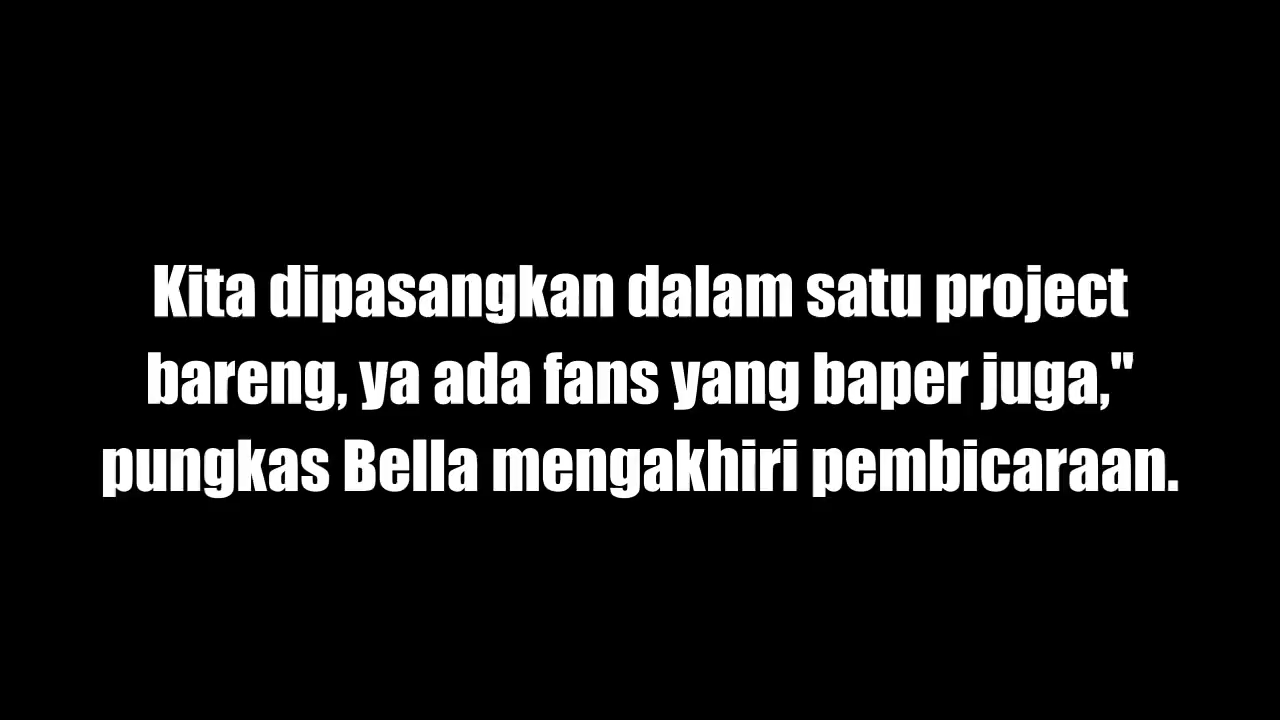 Kita dipasangkan dalam satu project
bareng, ya ada fans yang baper juga,"
pungkas Bella mengakhiri pembicaraan.